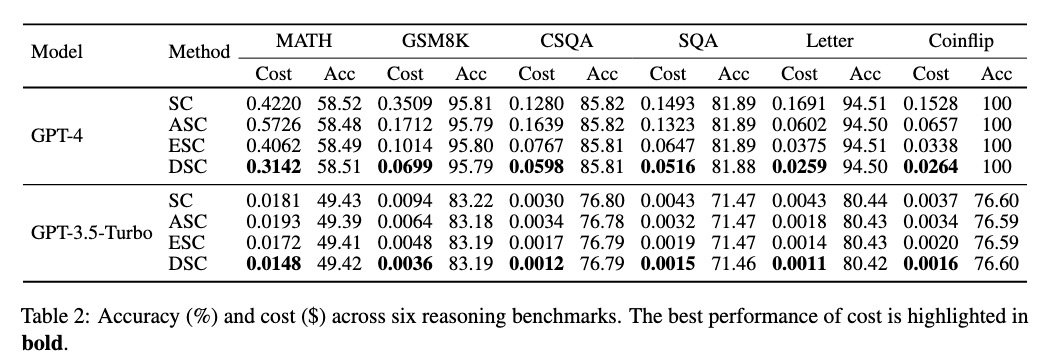 Model Method MATH GSM8K CSQA SQA Letter Coinflip
Cost Acc Cost Acc Cost Acc Cost Acc Cost Acc Cost Acc
GPT-4
SC 0.4220 58.52 0.3509 95.81 0.1280 85.82 0.1493 81.89 0.1691 94.51 0.1528 100
ASC 0.5726 58.48 0.1712 95.79 0.1639 85.82 0.1323 81.89 0.0602 94.50 0.0657 100
ESC 0.4062 58.49 0.1014 95.80 0.0767 85.81 0.0647 81.89 0.0375 94.51 0.0338 100
DSC 0.3142 58.51 0.0699 95.79 0.0598 85.81 0.0516 81.88 0.0259 94.50 0.0264 100
GPT-3.5-Turbo
SC 0.0181 49.43 0.0094 83.22 0.0030 76.80 0.0043 71.47 0.0043 80.44 0.0037 76.60
ASC 0.0193 49.39 0.0064 83.18 0.0034 76.78 0.0032 71.47 0.0018 80.43 0.0034 76.59
ESC 0.0172 49.41 0.0048 83.19 0.0017 76.79 0.0019 71.47 0.0014 80.43 0.0020 76.59
DSC 0.0148 49.42 0.0036 83.19 0.0012 76.79 0.0015 71.46 0.0011 80.42 0.0016 76.60
Table 2: Accuracy (%) and cost ($) across six reasoning benchmarks. The best performance of cost is highlighted in
bold.